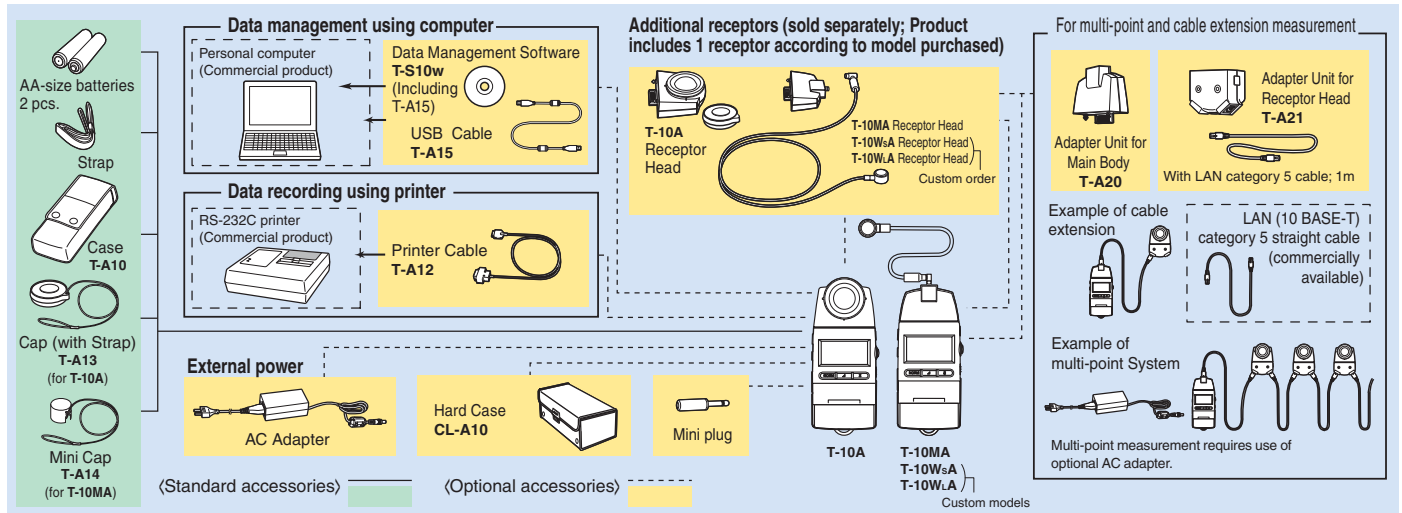 AA-size batteries
2 pcs.
Strap
Case
T-A10
Cap (with Strap)
T-A13
(for T-10A)
Mini Cap
T-A14
(for T-10MA)
Data management using computer
Personal computer
(Commercial product)
Data Management Software
T-S10w
(Including
T-A15)
USB Cable
T-A15
Data recording using printer
RS-232C printer
(Commercial product)
Printer Cable
T-A12
External power
AC Adapter
Hard Case
CL-A10
Mini plug
〈Standard accessories〉
〈Optional accessories〉
Additional receptors (sold separately; Product
includes 1 receptor according to model purchased)
T-10A
Receptor
Head
T-10MA Receptor Head
T-10WsA Receptor Head
T-10WLA Receptor Head
Custom order
T-10A
T-10MA
T-10WsA
T-10WLA
Custom models
For multi-point and cable extension measurement
Adapter Unit for
Main Body
T-A20
Adapter Unit for
Receptor Head
T-A21
With LAN category 5 cable; 1m
Example of cable
extension
LAN (10 BASE-T)
category 5 straight cable
(commercially
available)
Example of
multi-point System
Multi-point measurement requires use of
optional AC adapter.